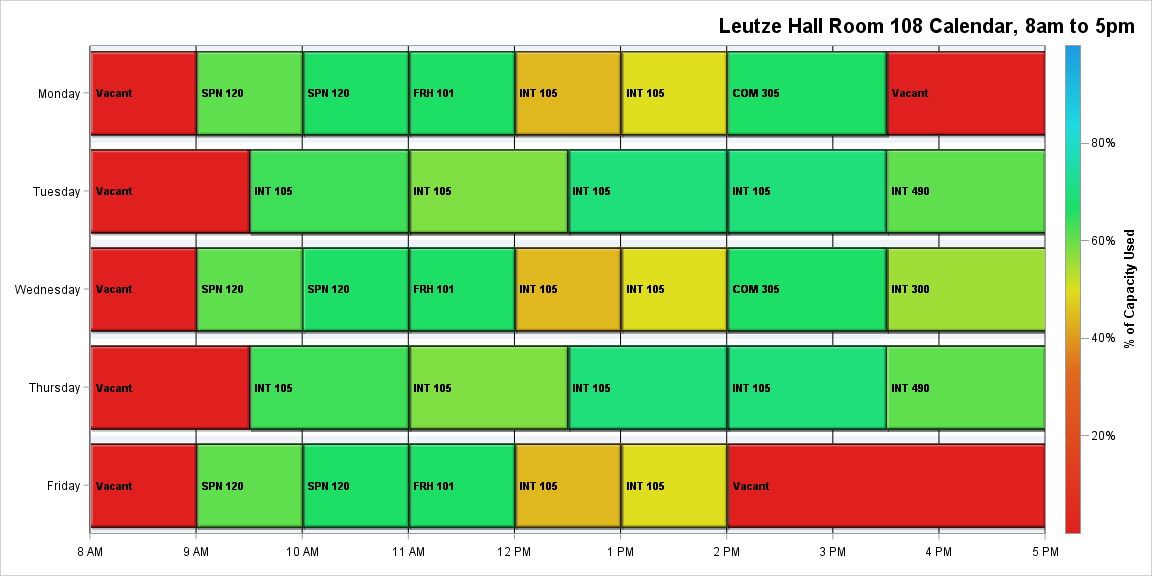 Leutze Hall Room 108 Calendar, 8am to 5pm
Monday
Vacant
SPN 120
SPN 120
FRH 101
INT 105
INT 105
COM 305
Vacant
Tuesday
Vacant
INT 105
INT 105
INT 105
INT 105
INT 490
Wednesday
Vacant
SPN 120
SPN 120
FRH 101
INT 105
INT 105
COM 305
INT 300
Thursday
Vacant
INT 105
INT 105
INT 105
INT 105
INT 490
Friday
Vacant
SPN 120
SPN 120
FRH 101
INT 105
INT 105
Vacant
8 AM
9 AM
10 AM
11 AM
12 PM
1 PM
2 PM
3 PM
4 PM
5 PM
80%
60%
40%
20%
% of Capacity Used